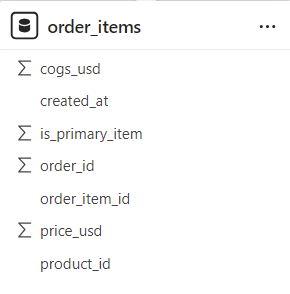 order_items
cogs_usd
created_at
is_primary_item
order_id
order_item_id
price_usd
product_id